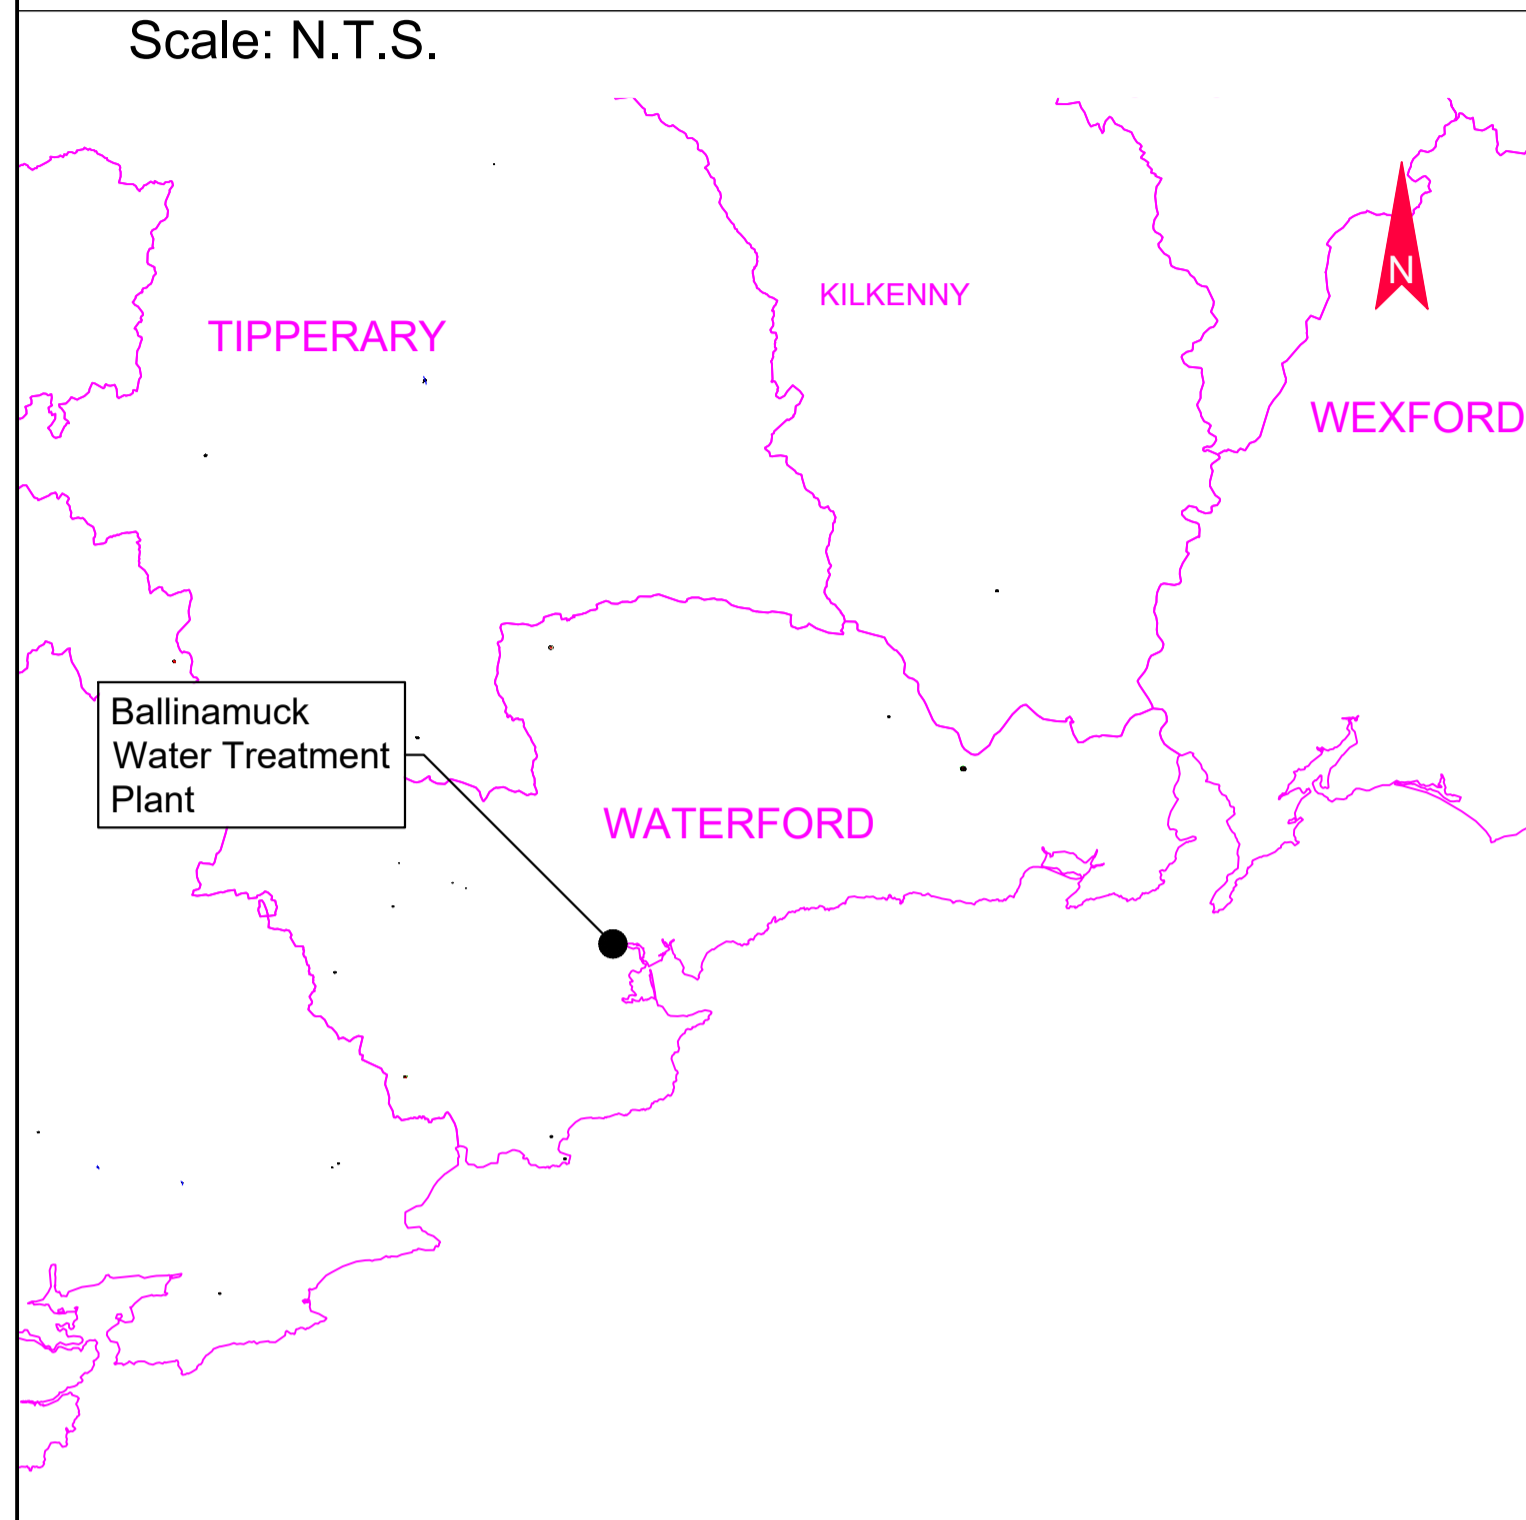 Scale: N.T.S.
N
KILKENNY
TIPPERARY
WEXFORD
Ballinamuck
Water Treatment
Plant
WATERFORD